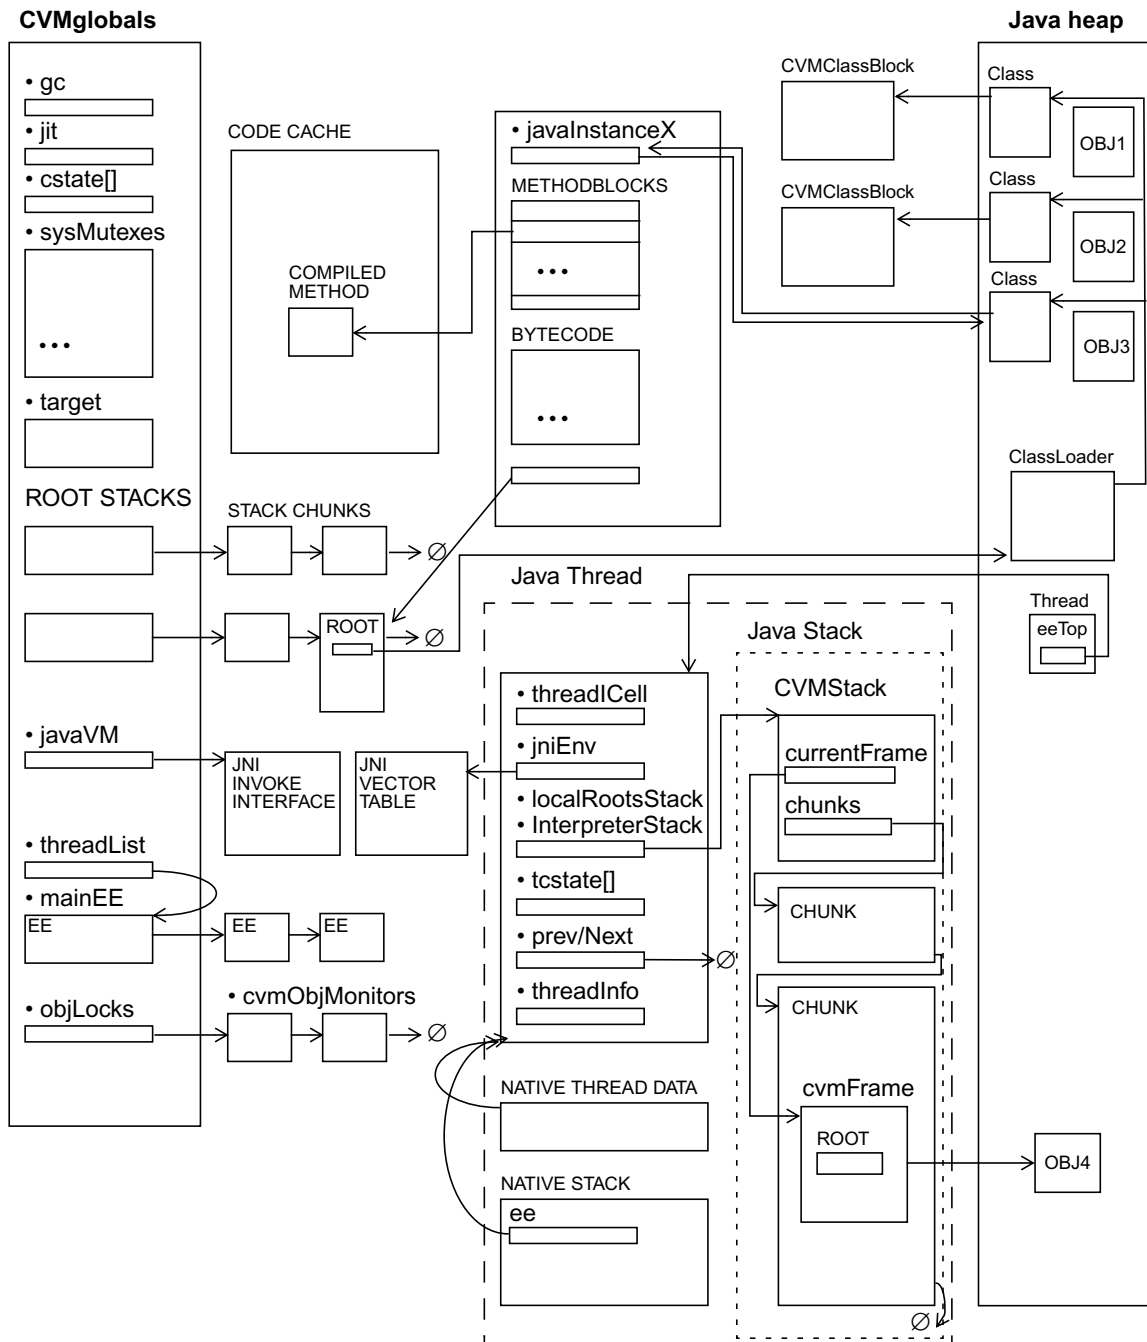 CVMglobals
• gc
• jit
• cstate[]
• sysMutexes
...
• target
ROOT STACKS
• javaVM
• threadList
• mainEE
EE
• objLocks
CODE CACHE
COMPILED
METHOD
STACK CHUNKS
∅
ROOT
∅
JNI
INVOKE
INTERFACE
JNI
VECTOR
TABLE
EE
EE
• cvmObjMonitors
∅
• javaInstanceX
METHODBLOCKS
...
BYTECODE
...
Java Thread
• threadICell
• jniEnv
• localRootsStack
• InterpreterStack
• tcstate[]
• prev/Next
∅
• threadInfo
NATIVE THREAD DATA
NATIVE STACK
ee
Java Stack
CVMStack
currentFrame
chunks
CHUNK
CHUNK
cvmFrame
ROOT
∅
CVMClassBlock
CVMClassBlock
Java heap
Class
OBJ1
Class
OBJ2
Class
OBJ3
ClassLoader
Thread
eeTop
OBJ4